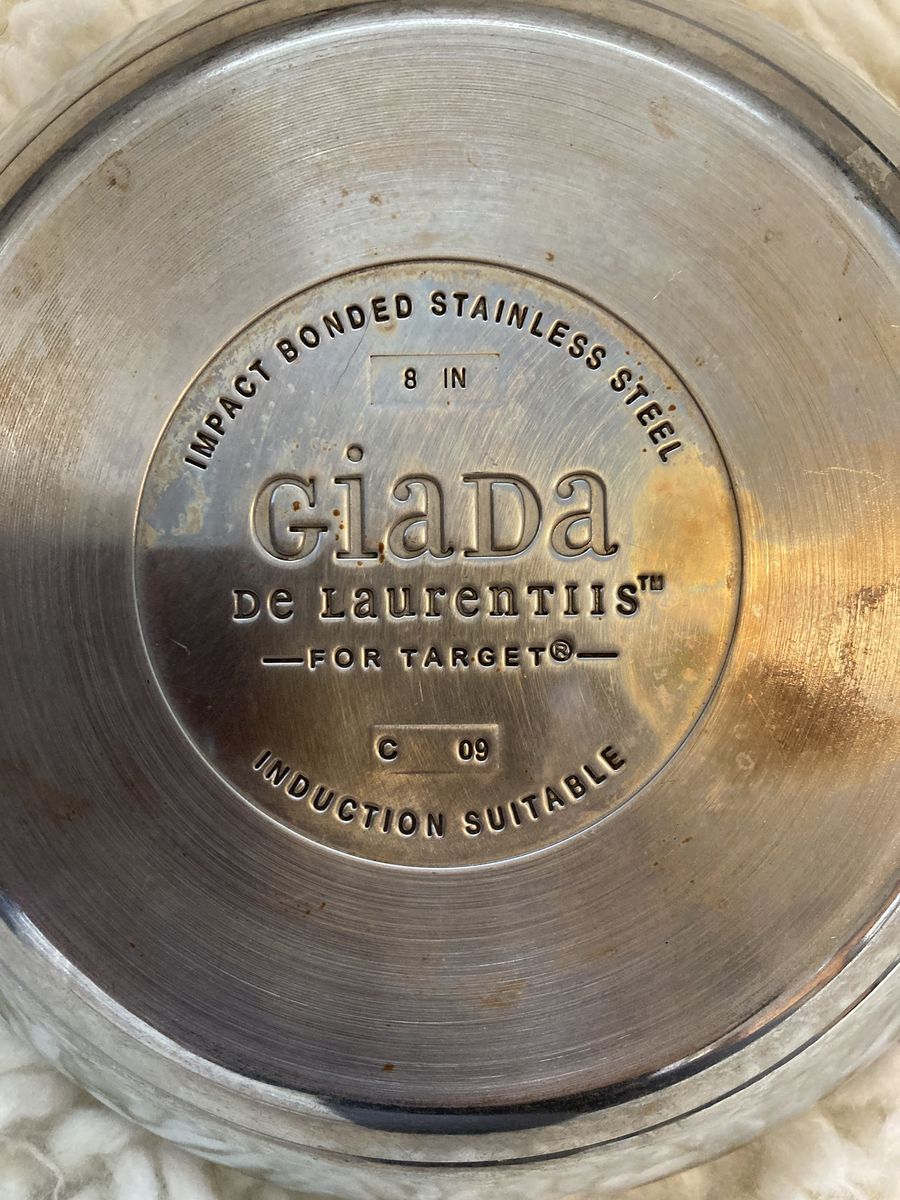 IMPACT BONDED STAINLESS STEEL
8 IN
GiaDa
De LaurenTIIS™
—FOR TARGET®—
C 09
INDUCTION SUITABLE